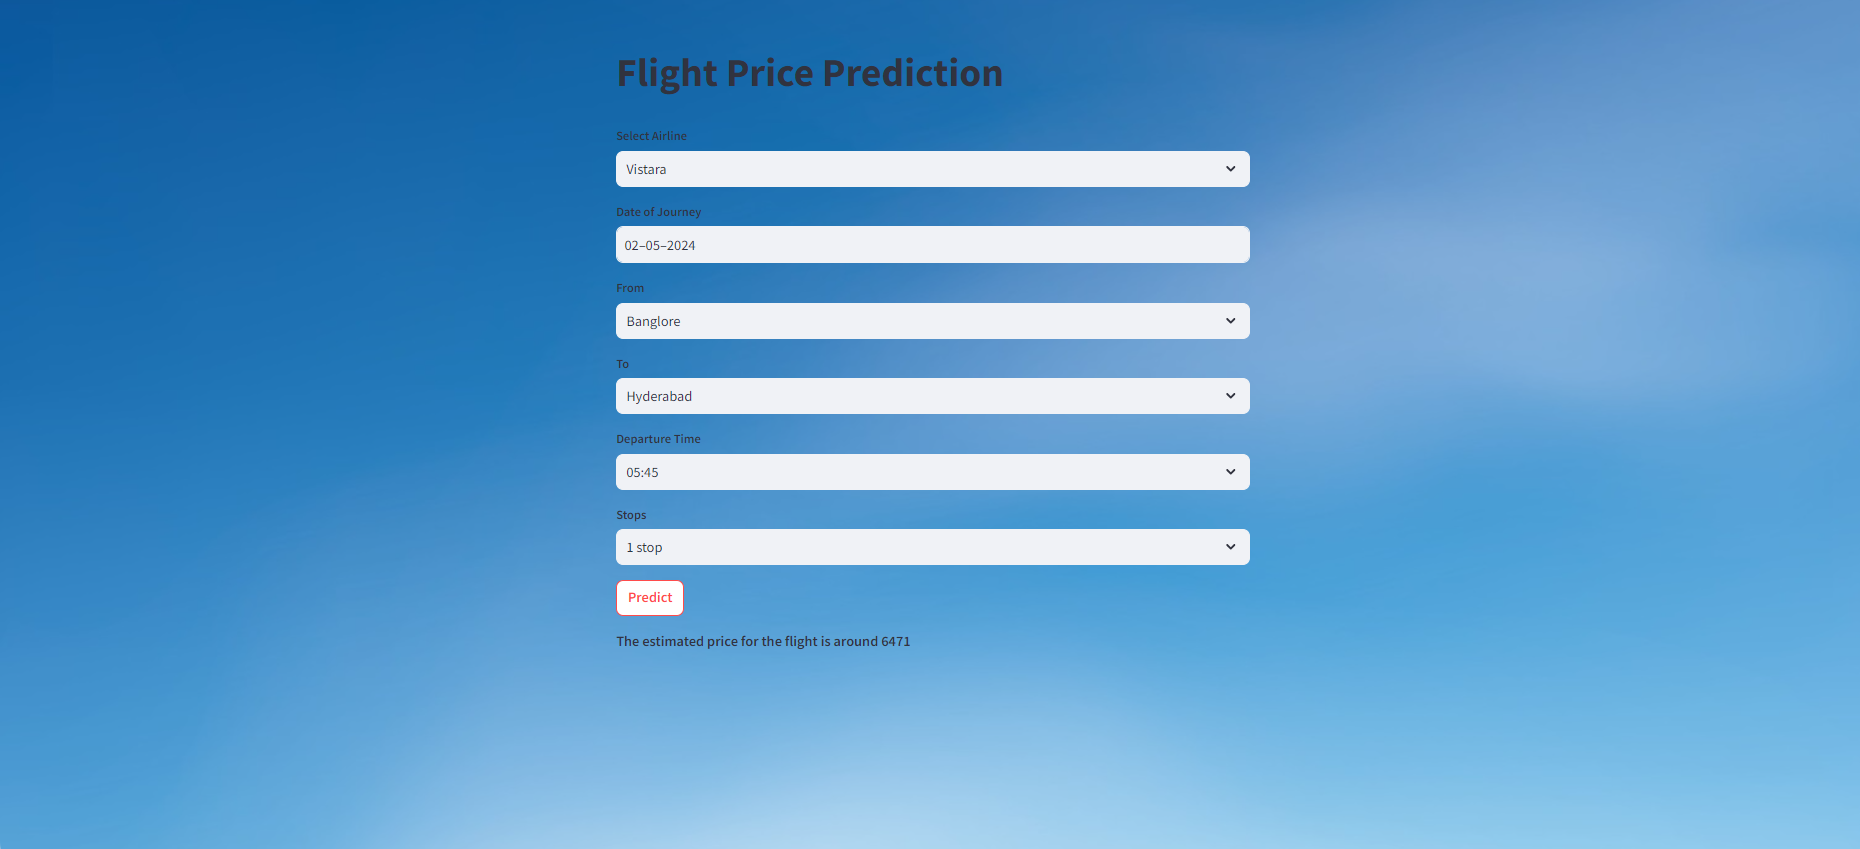 Flight Price Prediction
Select Airline
Vistara
Date of Journey
02–05–2024
From
Banglore
To
Hyderabad
Departure Time
05:45
Stops
1 stop
Predict
The estimated price for the flight is around 6471